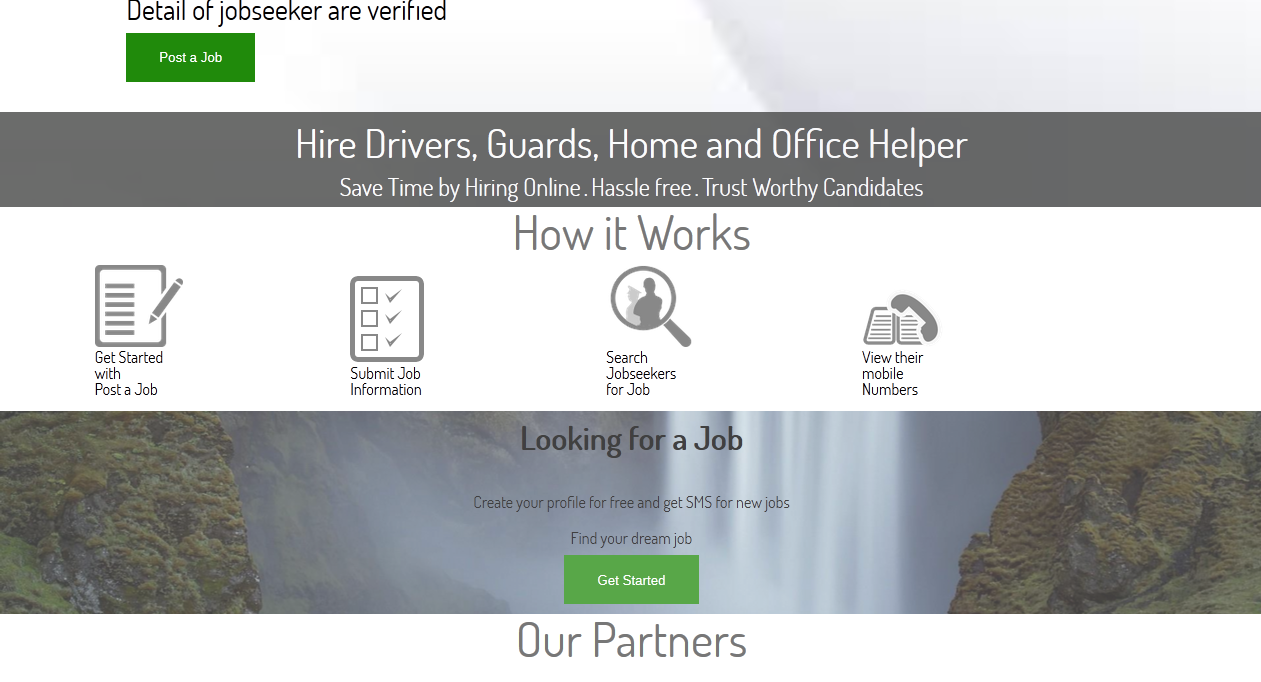 Detail of jobseeker are verified
Post a Job
Hire Drivers, Guards, Home and Office Helper
Save Time by Hiring Online . Hassle free . Trust Worthy Candidates
How it Works
Get Started
with
Post a Job
Submit Job
Information
Search
Jobseekers
for Job
View their
mobile
Numbers
Looking for a Job
Create your profile for free and get SMS for new jobs
Find your dream job
Get Started
Our Partners